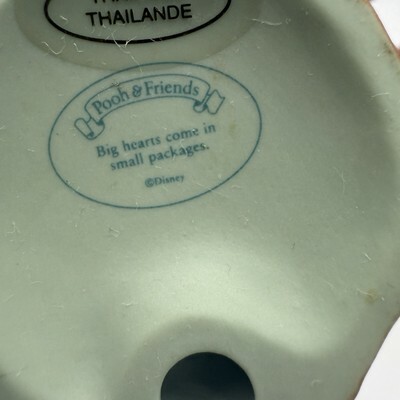 THAILANDE
Pooh & Friends
Big hearts come in
small packages.
©Disney